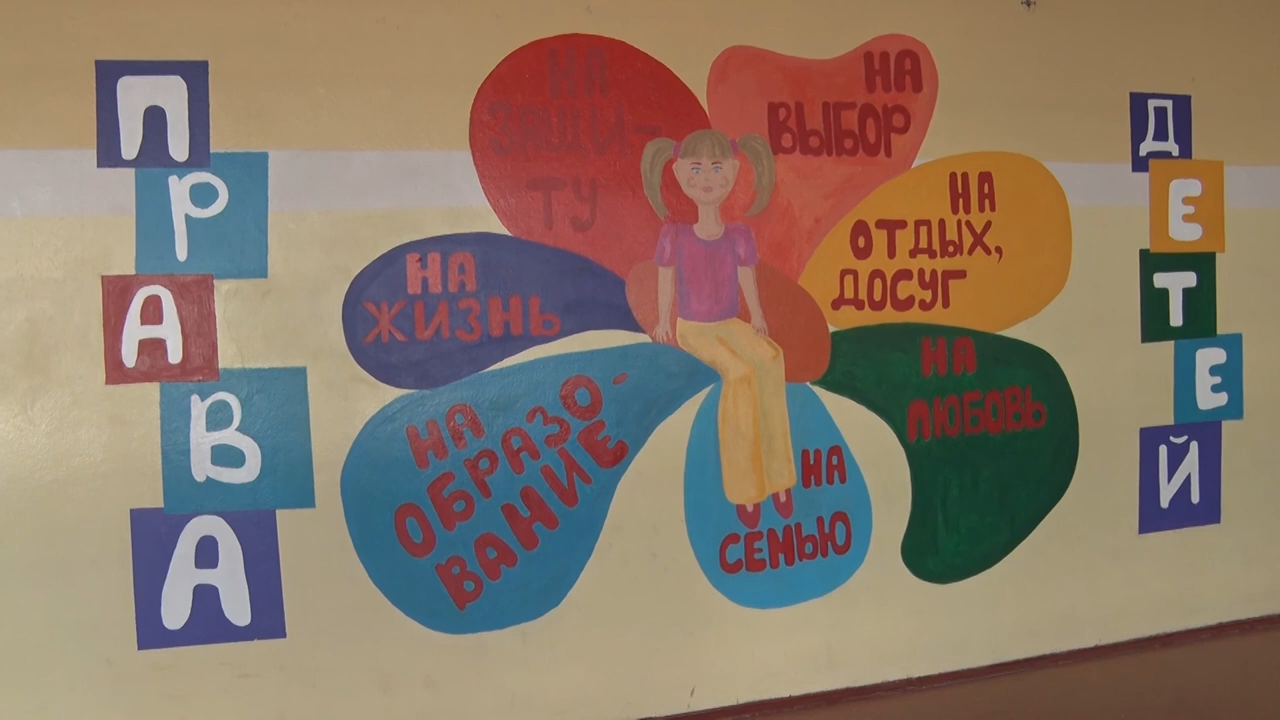 ПРАВА
НА
ЗАЩИ-
ТУ
НА
ВЫБОР
НА
ОТДЫХ,
ДОСУГ
НА
ЖИЗНЬ
НА
ЛЮБОВЬ
НА
ОБРАЗО-
ВАНИЕ
НА
СЕМЬЮ
ДЕТЕЙ